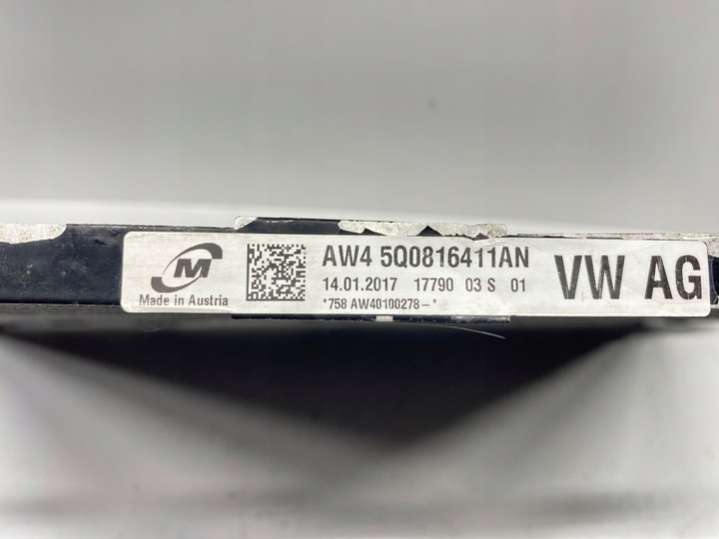 M
Made in Austria
AW4 5Q0816411AN
14.01.2017 17790 03 S 01
*758 AW40100278-*
VW AG